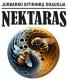 JURBARKO BITININKŲ DRAUGIJA
NEKTARAS